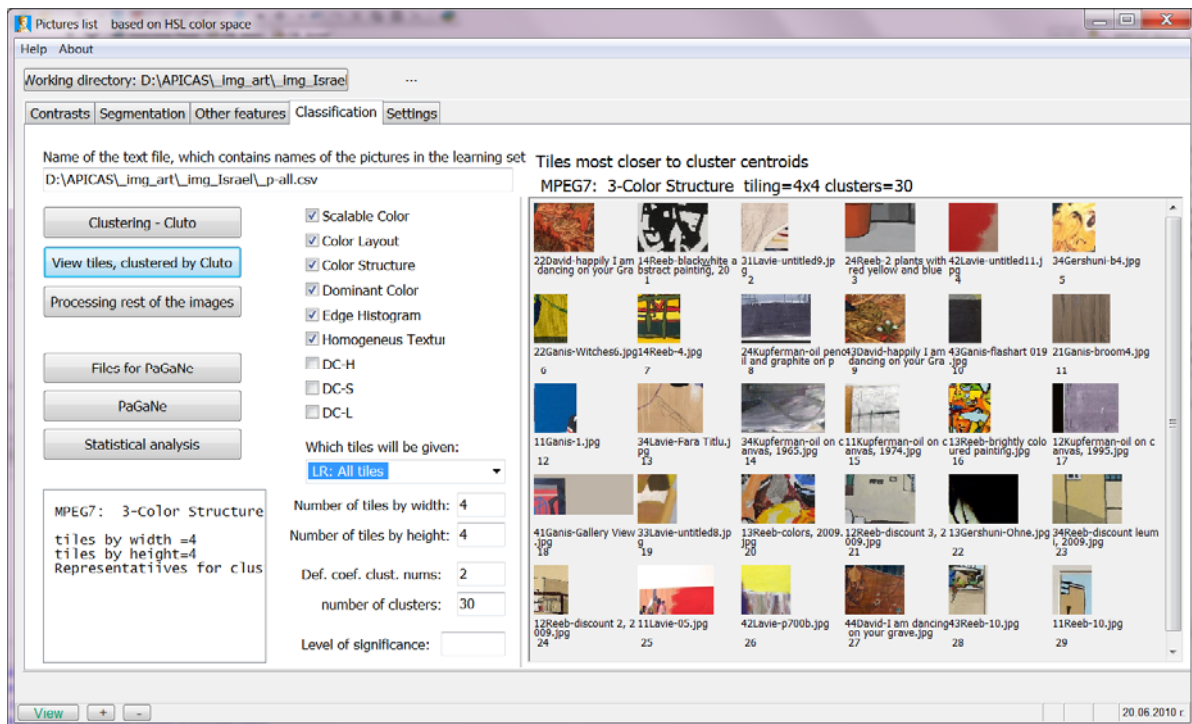 Pictures list based on HSL color space
Help About
Working directory: D:\APICAS\_img_art\_img_Israel
...
Contrasts Segmentation Other features Classification Settings
Name of the text file, which contains names of the pictures in the learning set
D:\APICAS\_img_art\_img_Israel\_p-all.csv
Clustering - Cluto
View tiles, clustered by Cluto
Processing rest of the images
Files for PaGaNe
PaGaNe
Statistical analysis
Scalable Color
Color Layout
Color Structure
Dominant Color
Edge Histogram
Homogeneus Textu
DC-H
DC-S
DC-L
Which tiles will be given:
LR: All tiles
Number of tiles by width: 4
Number of tiles by height: 4
Def. coef. clust. nums: 2
number of clusters: 30
Level of significance:
MPEG7: 3-Color Structure
tiles by width =4
tiles by height=4
Representatiives for clus
Tiles most closer to cluster centroids
MPEG7: 3-Color Structure tiling=4x4 clusters=30
22David-happily I am dancing on your Gra
14Reeb-blackwhite abstract painting, 20
1
31Lavie-untitled9.jpg
2
24Reeb-2 plants with red yellow and blue
3
42Lavie-untitled11.jpg
4
34Gershuni-b4.jpg
5
22Ganis-Witches6.jpg
6
14Reeb-4.jpg
7
24Kupferman-oil pencil and graphite on p
8
43David-happily I am dancing on your Gra
9
43Ganis-flashart 019.jpg
10
21Ganis-broom4.jpg
11
11Ganis-1.jpg
12
34Lavie-Fara Titlu.jpg
13
34Kupferman-oil on canvas, 1965.jpg
14
11Kupferman-oil on canvas, 1974.jpg
15
13Reeb-brightly coloured painting.jpg
16
12Kupferman-oil on canvas, 1995.jpg
17
41Ganis-Gallery View.jpg
18
33Lavie-untitled8.jpg
19
13Reeb-colors, 2009.jpg
20
12Reeb-discount 3, 2009.jpg
21
13Gershuni-Ohne.jpg
22
34Reeb-discount leumi, 2009.jpg
23
12Reeb-discount 2, 2009.jpg
24
11Lavie-05.jpg
25
42Lavie-p700b.jpg
26
44David-I am dancing on your grave.jpg
27
43Reeb-10.jpg
28
11Reeb-10.jpg
29
View + -
20.06.2010 г.